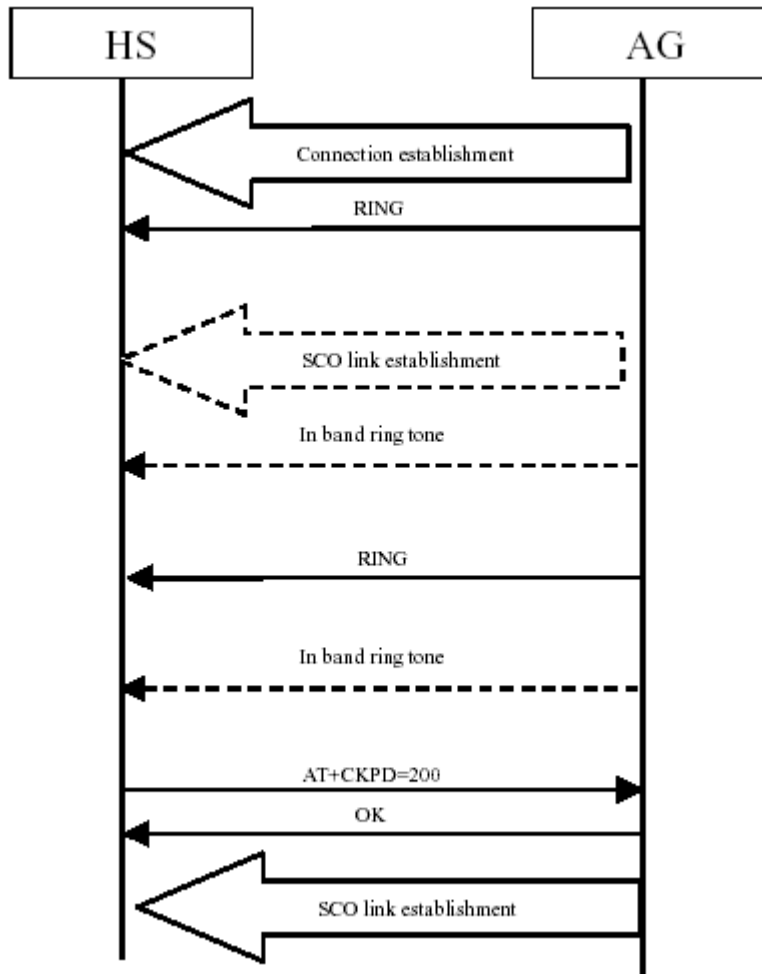 HS
AG
Connection establishment
RING
SCO link establishment
In band ring tone
RING
In band ring tone
AT+CKPD=200
OK
SCO link establishment